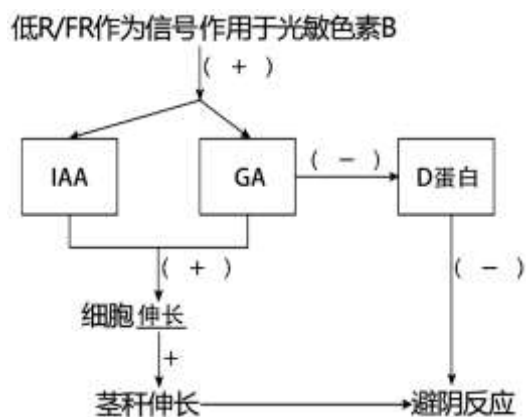 低R/FR作为信号作用于光敏色素B
( + )
IAA
GA
( - )
D蛋白
( + )
( - )
细胞伸长
+
茎秆伸长
避阴反应